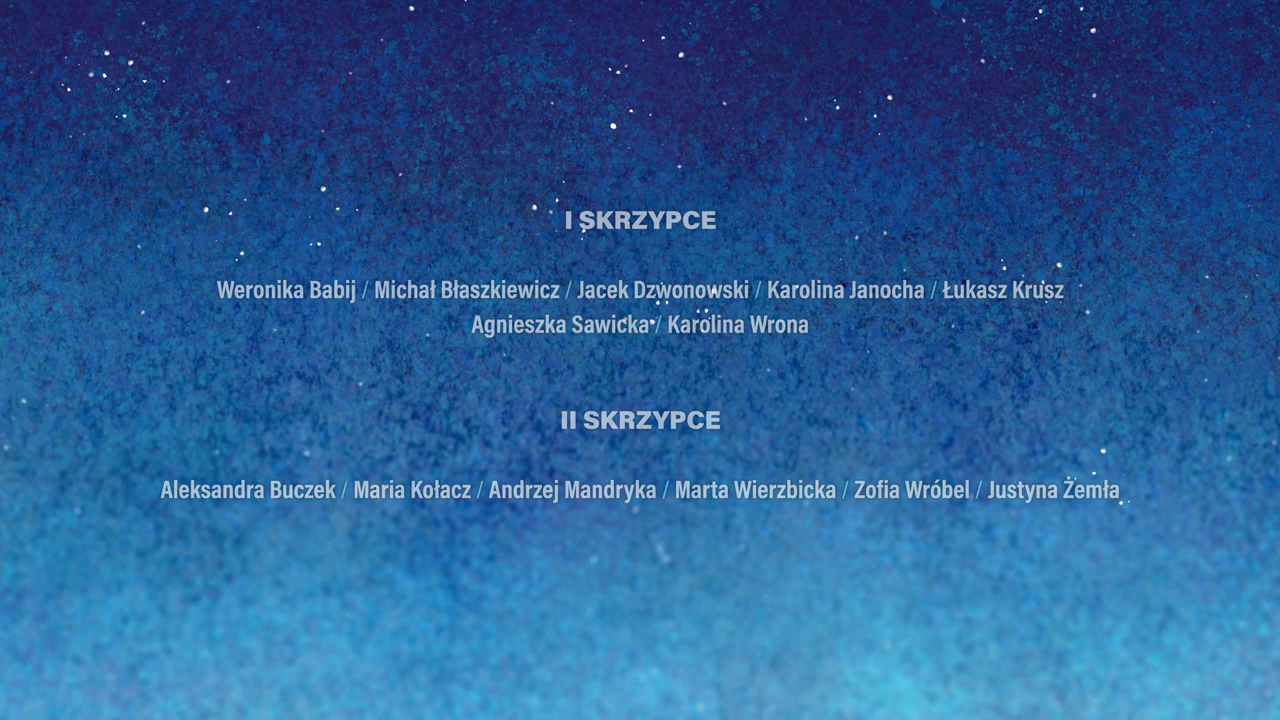 I SKRZYPCE
Weronika Babij / Michał Błaszkiewicz / Jacek Dzwonowski / Karolina Janocha / Łukasz Krusz
Agnieszka Sawicka / Karolina Wrona
II SKRZYPCE
Aleksandra Buczek / Maria Kołacz / Andrzej Mandryka / Marta Wierzbicka / Zofia Wróbel / Justyna Żemła